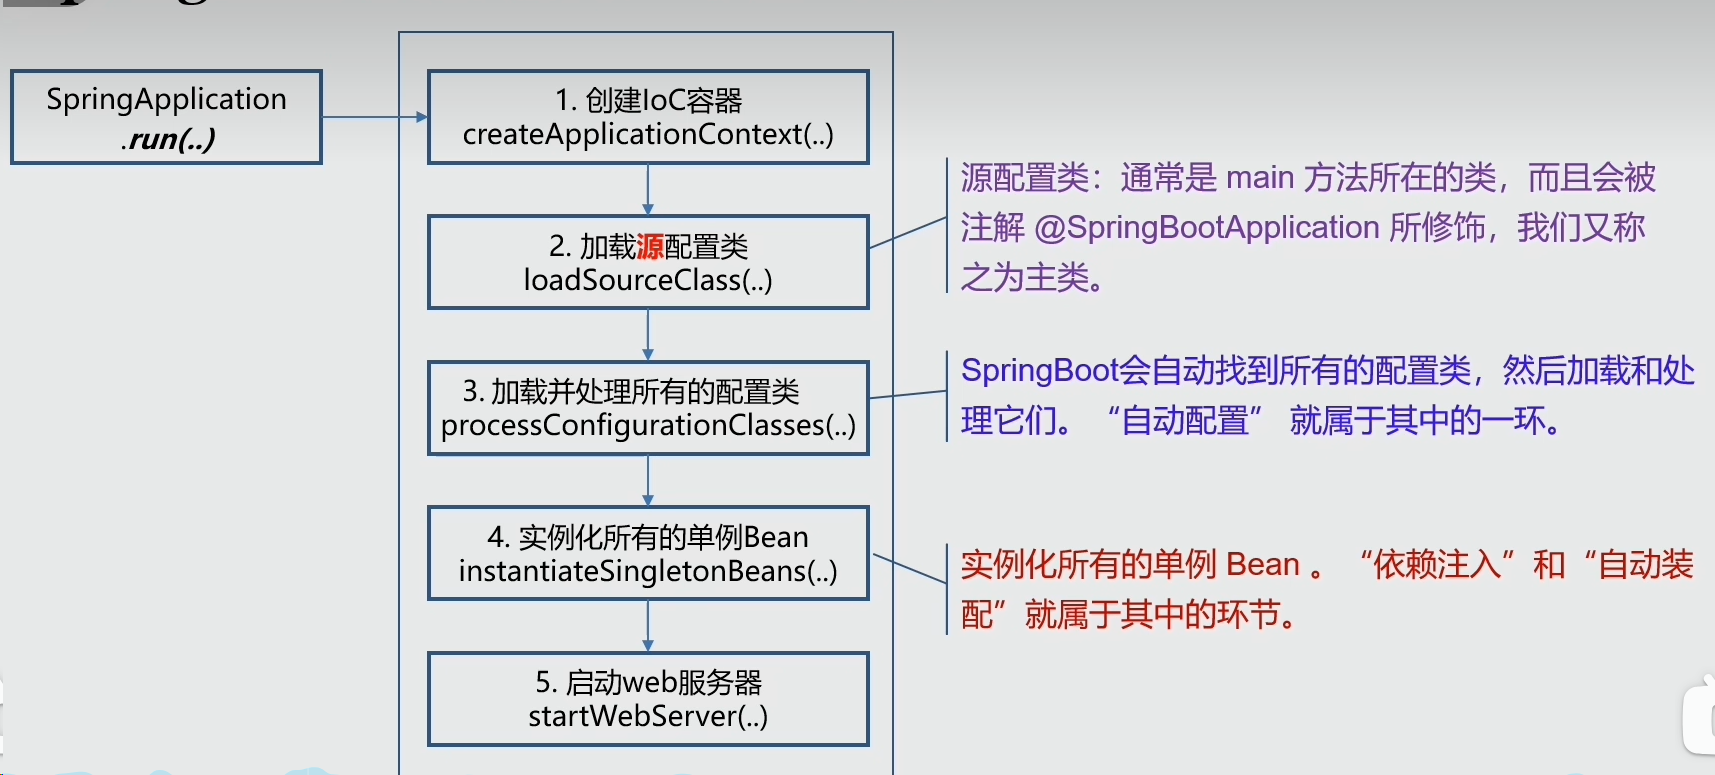 SpringApplication
.run(..)
1. 创建IoC容器
createApplicationContext(..)
2. 加载源配置类
loadSourceClass(..)
3. 加载并处理所有的配置类
processConfigurationClasses(..)
4. 实例化所有的单例Bean
instantiateSingletonBeans(..)
5. 启动web服务器
startWebServer(..)
源配置类：通常是 main 方法所在的类，而且会被
注解 @SpringBootApplication 所修饰，我们又称
之为主类。
SpringBoot会自动找到所有的配置类，然后加载和处
理它们。“自动配置” 就属于其中的一环。
实例化所有的单例 Bean 。“依赖注入”和“自动装
配”就属于其中的环节。